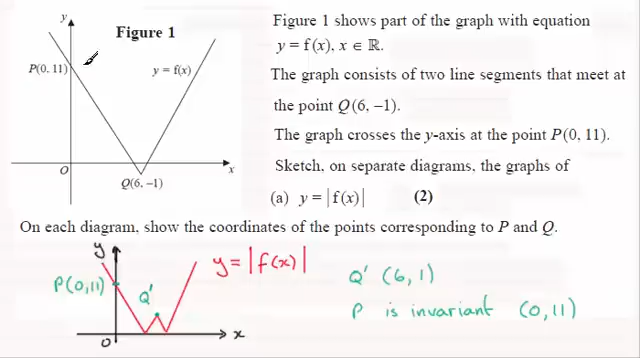 y
Figure 1
P(0, 11)
y = f(x)
O
x
Q(6, −1)
Figure 1 shows part of the graph with equation
y = f(x), x ∈ ℝ.
The graph consists of two line segments that meet at
the point Q(6, −1).
The graph crosses the y-axis at the point P(0, 11).
Sketch, on separate diagrams, the graphs of
(a) y = |f(x)| (2)
On each diagram, show the coordinates of the points corresponding to P and Q.
y
y = |f(x)|
P(0,11)
Q'
O
x
Q' (6, 1)
P is invariant (0, 11)